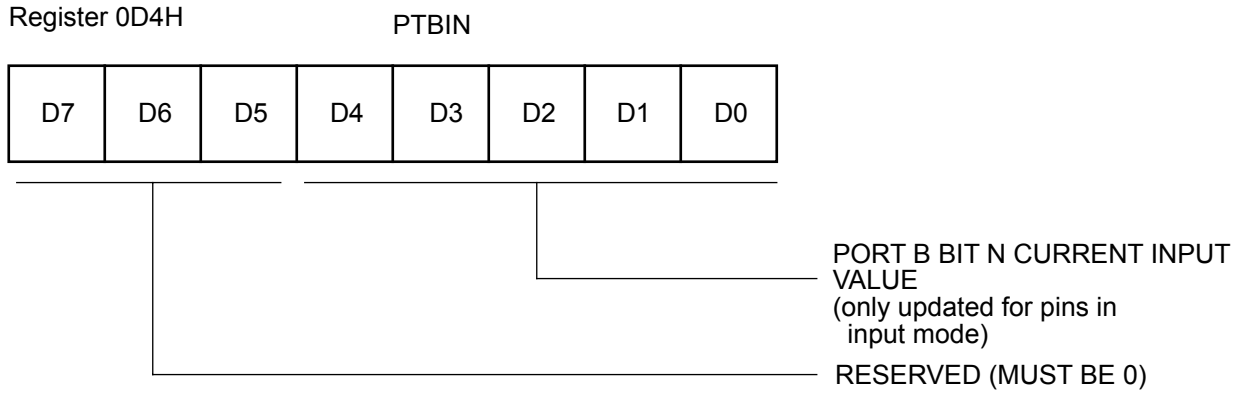 Register 0D4H
PTBIN
D7 D6 D5 D4 D3 D2 D1 D0
PORT B BIT N CURRENT INPUT
VALUE
(only updated for pins in
input mode)
RESERVED (MUST BE 0)